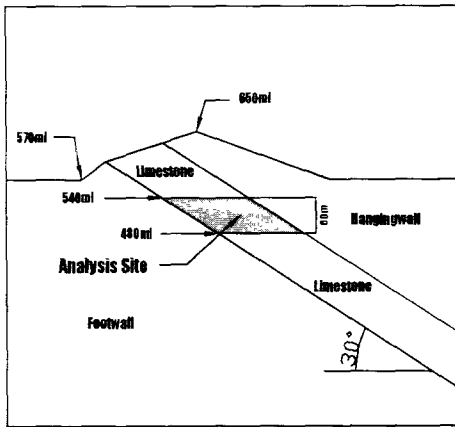 650ml
570ml
Limestone
540ml
60m
Hangingwall
480ml
Analysis Site
Limestone
Footwall
30°